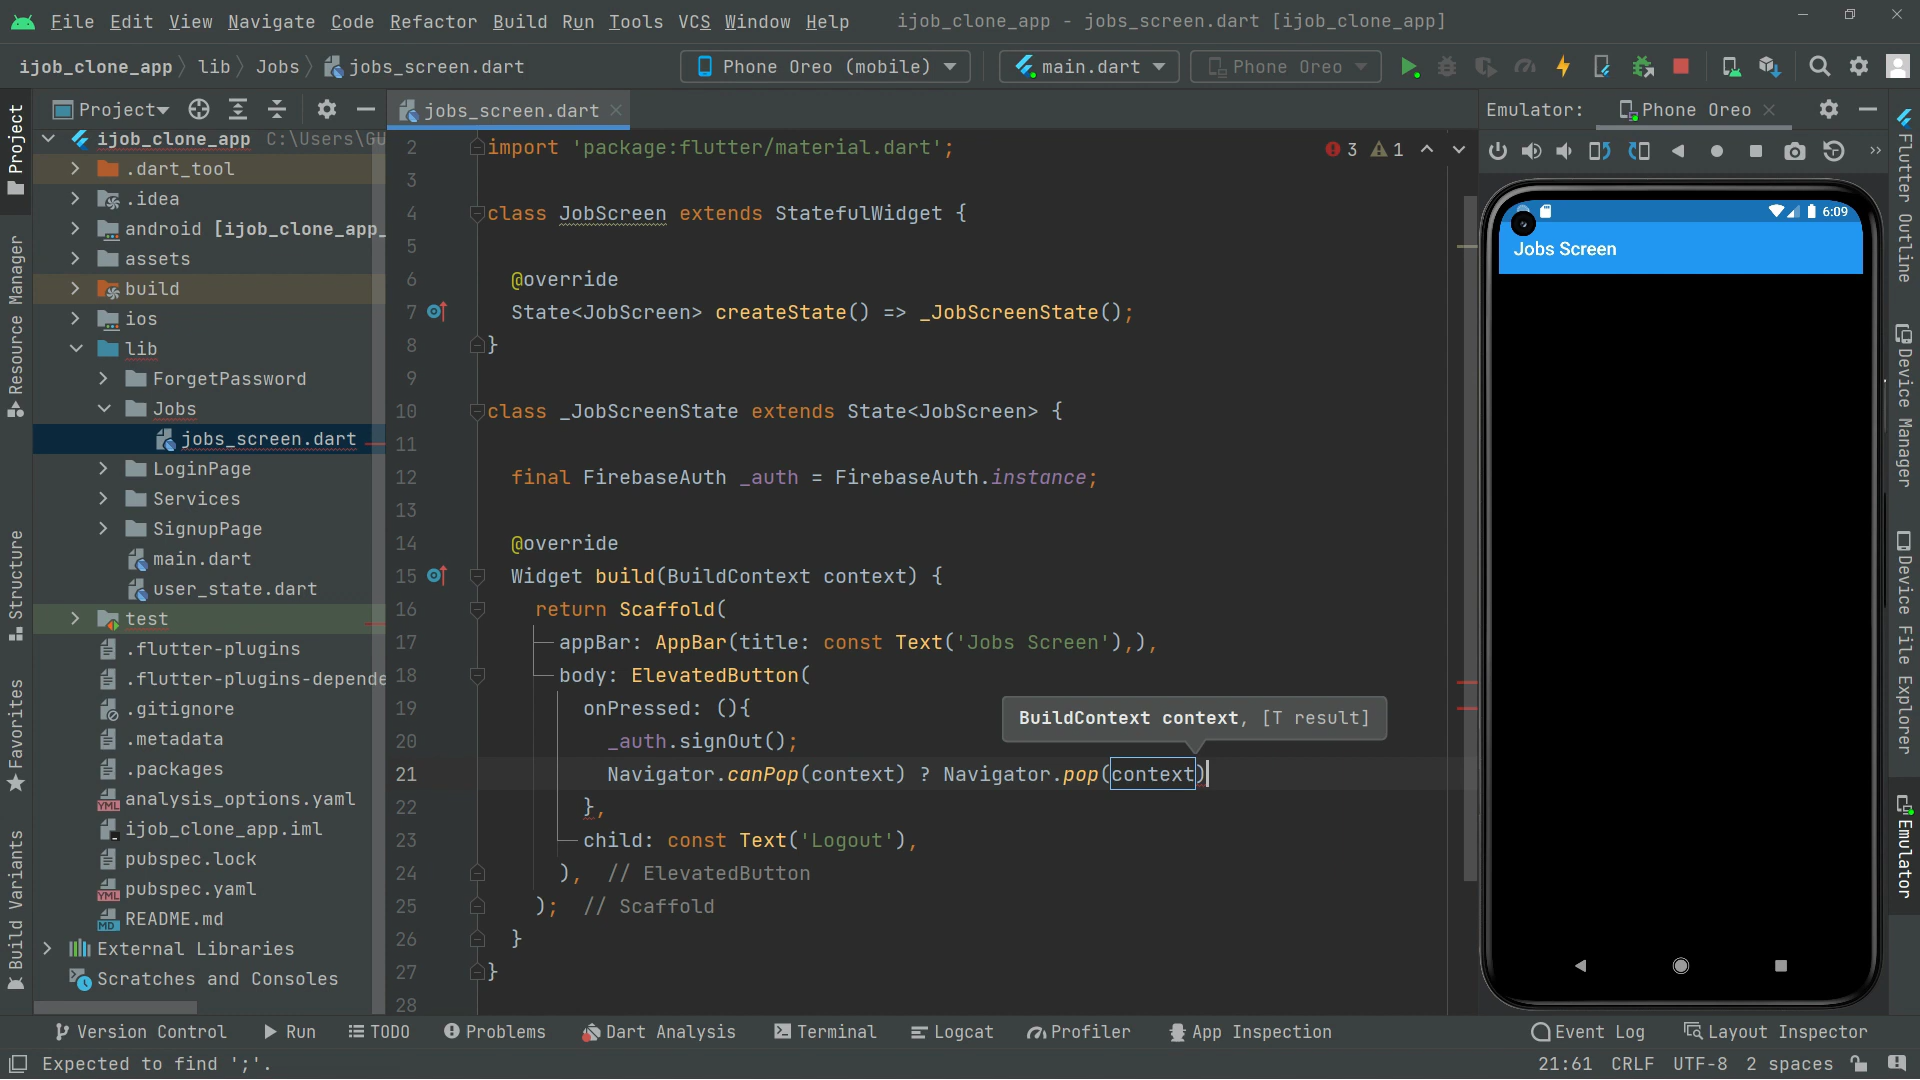 File Edit View Navigate Code Refactor Build Run Tools VCS Window Help ijob_clone_app - jobs_screen.dart [ijob_clone_app]
ijob_clone_app lib Jobs jobs_screen.dart Phone Oreo (mobile) main.dart Phone Oreo
Project
jobs_screen.dart
Emulator: Phone Oreo
ijob_clone_app C:\Users\GU
.dart_tool
.idea
android [ijob_clone_app_
assets
build
ios
lib
ForgetPassword
Jobs
jobs_screen.dart
LoginPage
Services
SignupPage
main.dart
user_state.dart
test
.flutter-plugins
.flutter-plugins-depende
.gitignore
.metadata
.packages
analysis_options.yaml
ijob_clone_app.iml
pubspec.lock
pubspec.yaml
README.md
External Libraries
Scratches and Consoles
Project
Resource Manager
Structure
Favorites
Build Variants
3 1
2 import 'package:flutter/material.dart';
3
4 class JobScreen extends StatefulWidget {
5
6 @override
7 State<JobScreen> createState() => _JobScreenState();
8 }
9
10 class _JobScreenState extends State<JobScreen> {
11
12 final FirebaseAuth _auth = FirebaseAuth.instance;
13
14 @override
15 Widget build(BuildContext context) {
16 return Scaffold(
17 appBar: AppBar(title: const Text('Jobs Screen'),),
18 body: ElevatedButton(
19 onPressed: (){
BuildContext context, [T result]
20 _auth.signOut();
21 Navigator.canPop(context) ? Navigator.pop(context)
22 },
23 child: const Text('Logout'),
24 ), // ElevatedButton
25 ); // Scaffold
26 }
27 }
28
6:09
Jobs Screen
Flutter Outline
Device Manager
Device File Explorer
Emulator
Version Control Run TODO Problems Dart Analysis Terminal Logcat Profiler App Inspection Event Log Layout Inspector
Expected to find ';'. 21:61 CRLF UTF-8 2 spaces